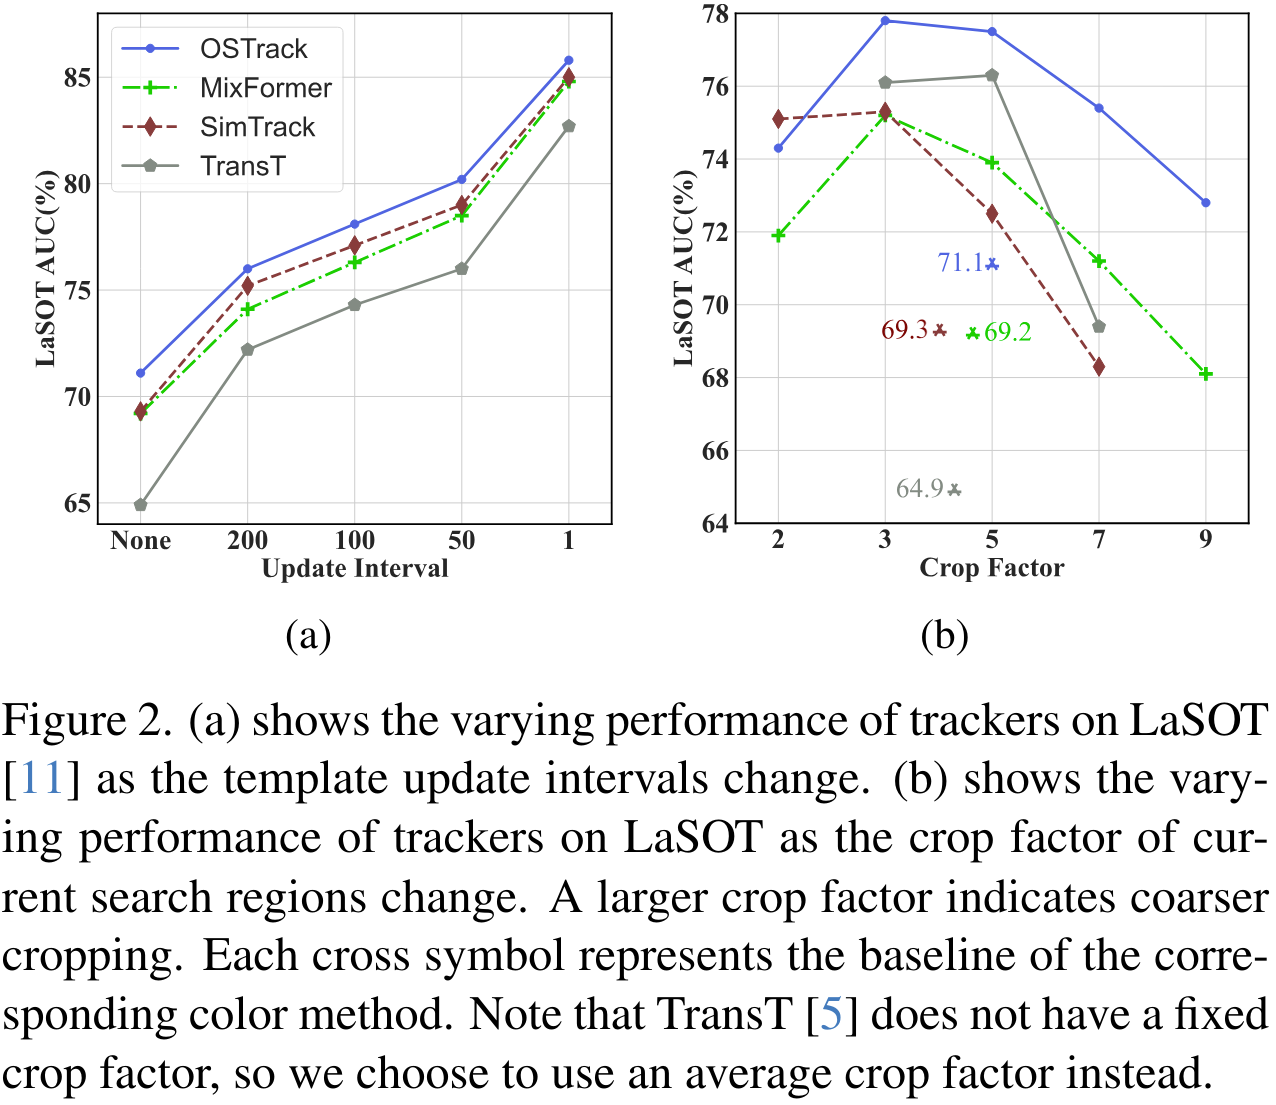 OSTrack
MixFormer
SimTrack
TransT
85
80
75
70
65
LaSOT AUC(%)
None 200 100 50 1
Update Interval
(a)
78
76
74
72
70
68
66
64
LaSOT AUC(%)
71.1
69.3
69.2
64.9
2 3 5 7 9
Crop Factor
(b)
Figure 2. (a) shows the varying performance of trackers on LaSOT
[11] as the template update intervals change. (b) shows the vary-
ing performance of trackers on LaSOT as the crop factor of cur-
rent search regions change. A larger crop factor indicates coarser
cropping. Each cross symbol represents the baseline of the corre-
sponding color method. Note that TransT [5] does not have a fixed
crop factor, so we choose to use an average crop factor instead.